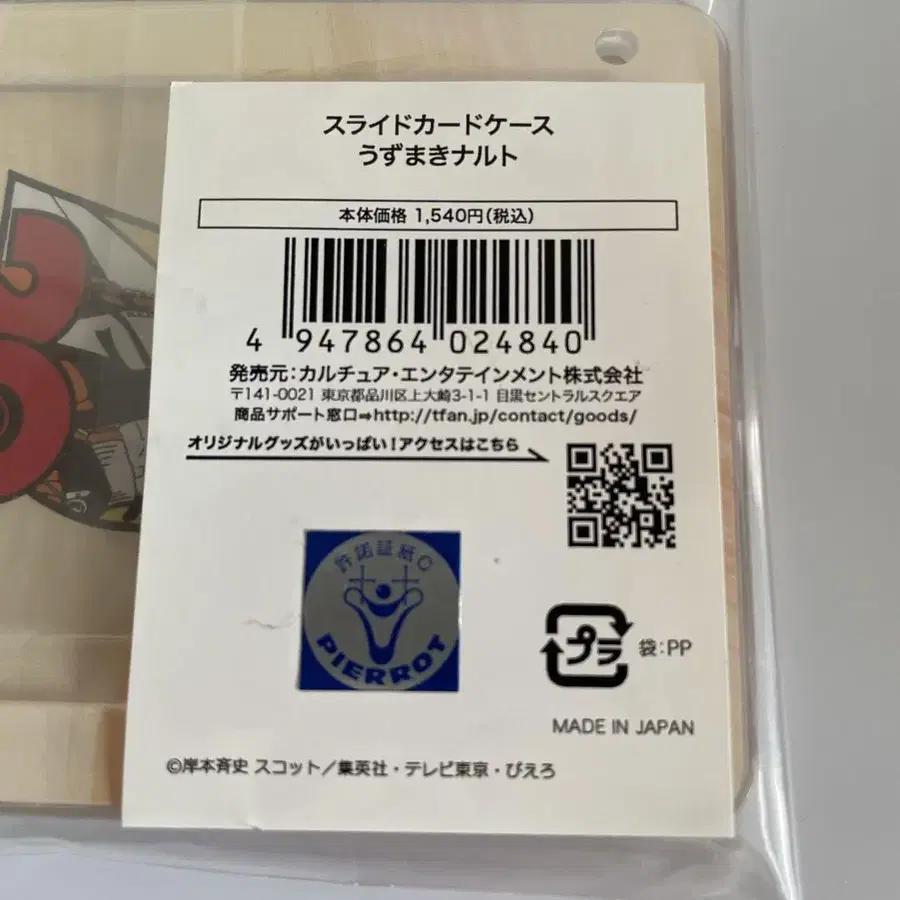 スライドカードケース
うずまきナルト
本体価格 1,540円(税込)
4 947864 024840
発売元:カルチュア・エンタテインメント株式会社
〒141-0021 東京都品川区上大崎3-1-1 目黒セントラルスクエア
商品サポート窓口➡http://tfan.jp/contact/goods/
オリジナルグッズがいっぱい!アクセスはこちら
許諾証紙○
PIERROT
プラ
袋:PP
MADE IN JAPAN
©岸本斉史 スコット/集英社・テレビ東京・ぴえろ